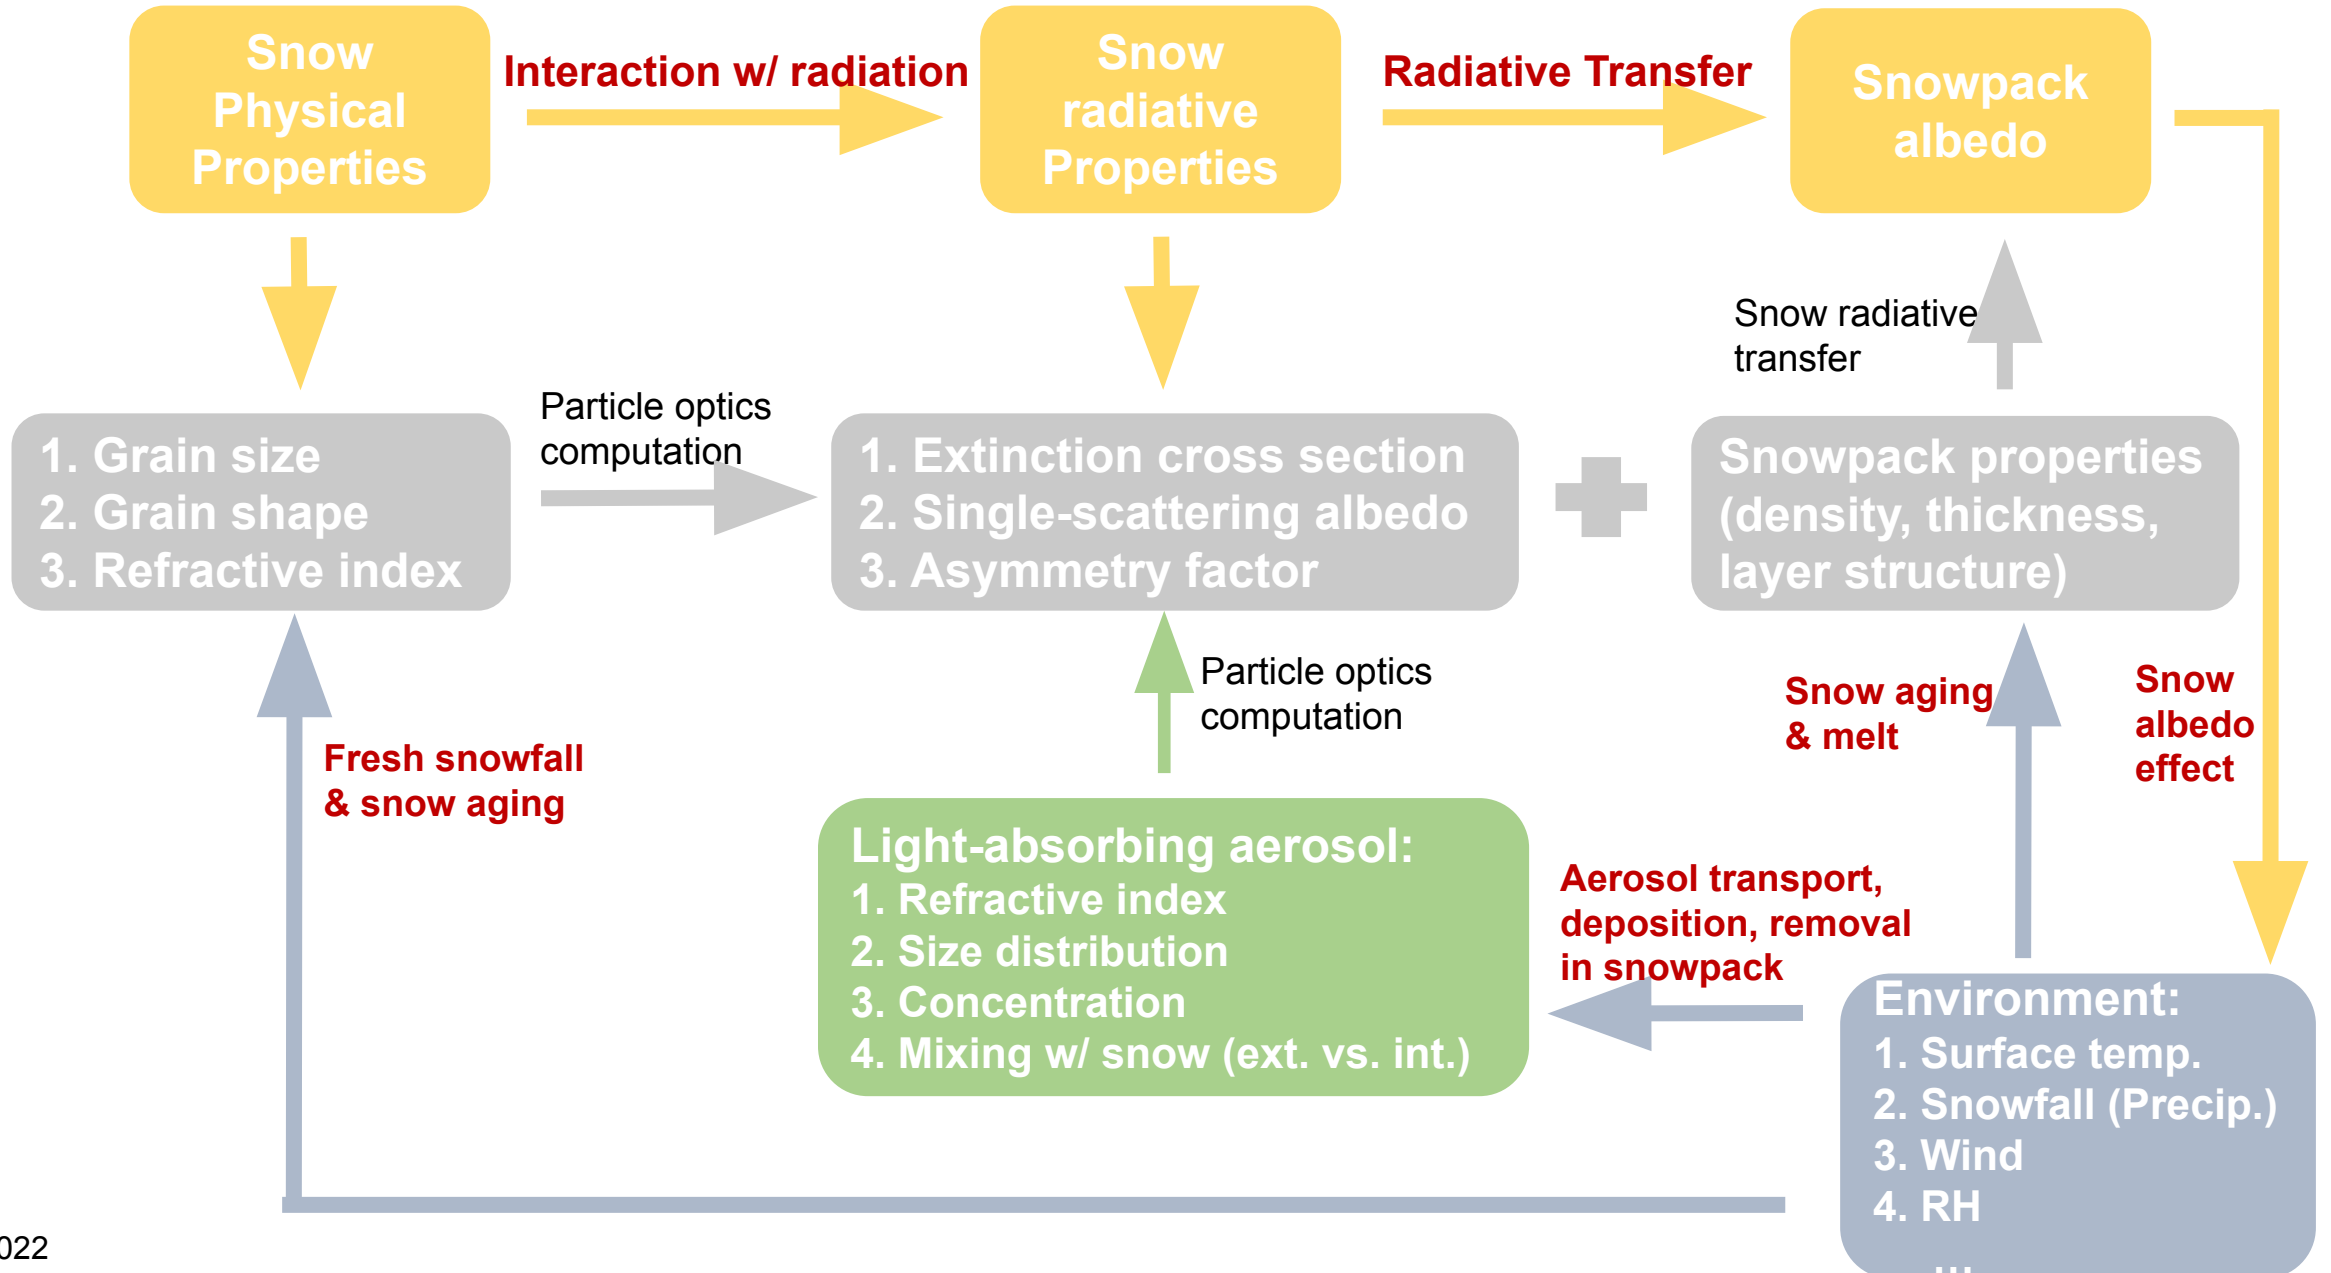 Snow
Physical
Properties
Interaction w/ radiation
Snow
radiative
Properties
Radiative Transfer
Snowpack
albedo
Snow radiative
transfer
Particle optics
computation
1. Grain size
2. Grain shape
3. Refractive index
1. Extinction cross section
2. Single-scattering albedo
3. Asymmetry factor
Snowpack properties
(density, thickness,
layer structure)
Particle optics
computation
Snow aging
& melt
Snow
albedo
effect
Fresh snowfall
& snow aging
Light-absorbing aerosol:
1. Refractive index
2. Size distribution
3. Concentration
4. Mixing w/ snow (ext. vs. int.)
Aerosol transport,
deposition, removal
in snowpack
Environment:
1. Surface temp.
2. Snowfall (Precip.)
3. Wind
4. RH
...
022